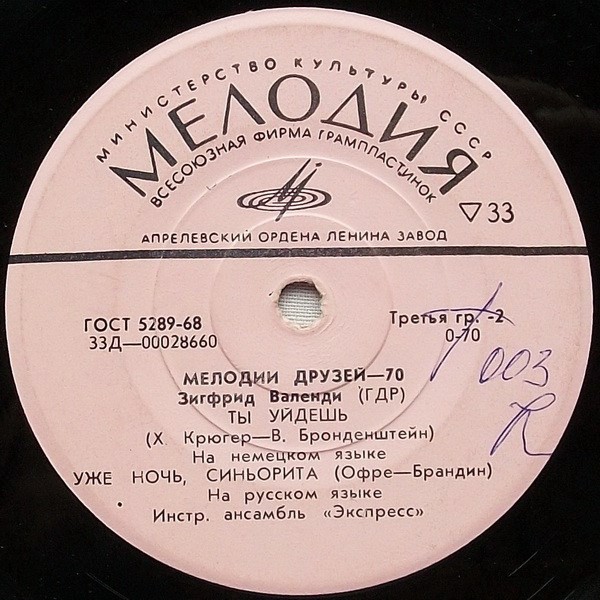 МИНИСТЕРСТВО КУЛЬТУРЫ СССР
МЕЛОДИЯ
ВСЕСОЮЗНАЯ ФИРМА ГРАМПЛАСТИНОК
▽33
АПРЕЛЕВСКИЙ ОРДЕНА ЛЕНИНА ЗАВОД
ГОСТ 5289-68
33Д—00028660
Третья гр. -2
0-70
003
МЕЛОДИИ ДРУЗЕЙ—70
Зигфрид Валенди (ГДР)
ТЫ УЙДЕШЬ
(Х. Крюгер—В. Бронденштейн)
На немецком языке
УЖЕ НОЧЬ, СИНЬОРИТА (Офре—Брандин)
На русском языке
Инстр. ансамбль «Экспресс»